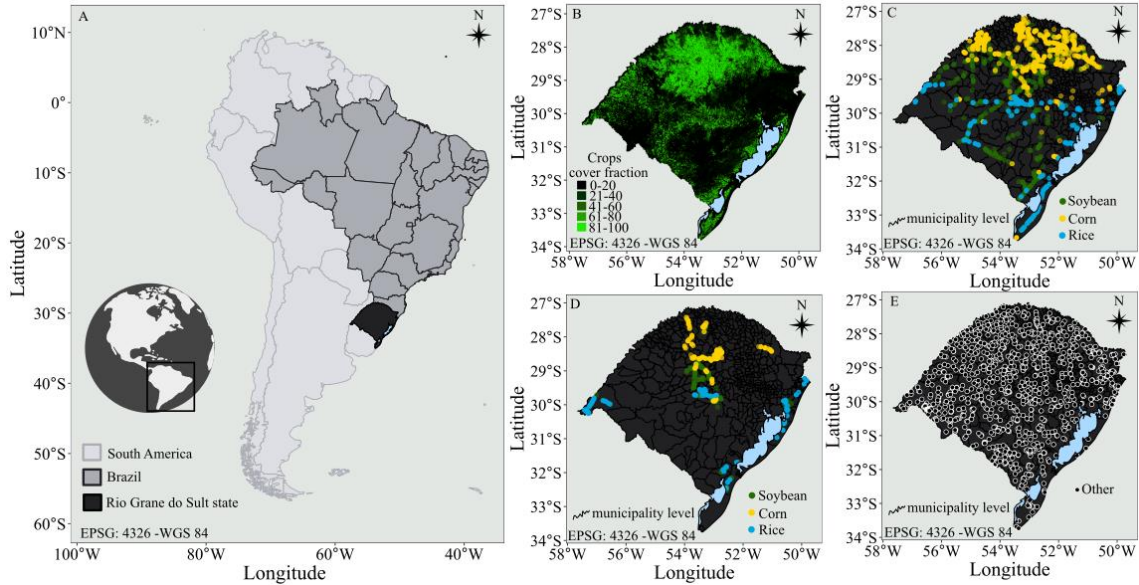 A
N
10°N
0°
10°S
20°S
30°S
40°S
50°S
60°S
Latitude
South America
Brazil
Rio Grane do Sult state
EPSG: 4326 -WGS 84
100°W
80°W
60°W
40°W
Longitude
B
N
27°S
28°S
29°S
30°S
31°S
32°S
33°S
34°S
Latitude
Crops
cover fraction
0-20
21-40
41-60
61-80
81-100
EPSG: 4326 -WGS 84
58°W
56°W
54°W
52°W
50°W
Longitude
C
N
27°S
28°S
29°S
30°S
31°S
32°S
33°S
34°S
Latitude
Soybean
Corn
Rice
municipality level
EPSG: 4326 -WGS 84
58°W
56°W
54°W
52°W
50°W
Longitude
D
N
27°S
28°S
29°S
30°S
31°S
32°S
33°S
34°S
Latitude
Soybean
Corn
Rice
municipality level
EPSG: 4326 -WGS 84
58°W
56°W
54°W
52°W
50°W
Longitude
E
N
27°S
28°S
29°S
30°S
31°S
32°S
33°S
34°S
Latitude
Other
municipality level
EPSG: 4326 -WGS 84
58°W
56°W
54°W
52°W
50°W
Longitude